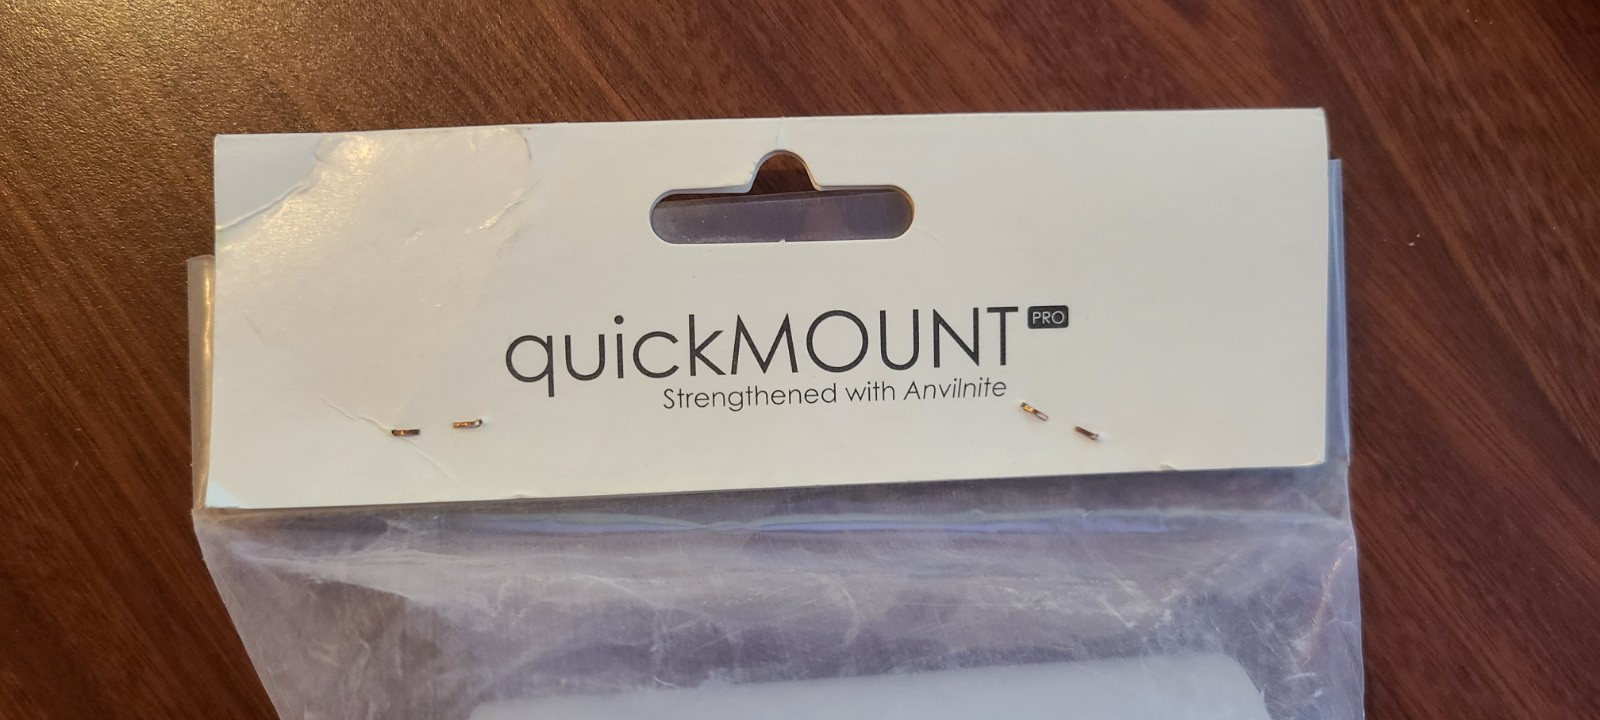 quickMOUNT PRO
Strengthened with Anvilnite